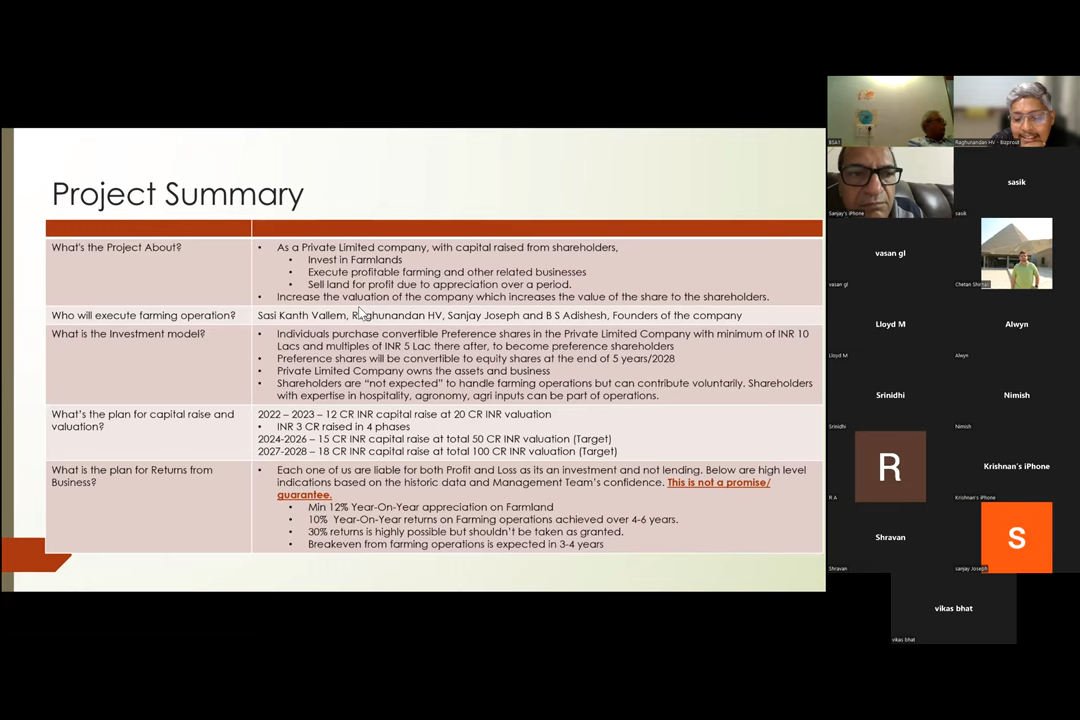 Project Summary
What's the Project About?
• As a Private Limited company, with capital raised from shareholders,
• Invest in Farmlands
• Execute profitable farming and other related businesses
• Sell land for profit due to appreciation over a period.
• Increase the valuation of the company which increases the value of the share to the shareholders.
Who will execute farming operation?
Sasi Kanth Vallem, Raghunandan HV, Sanjay Joseph and B S Adishesh, Founders of the company
What is the Investment model?
• Individuals purchase convertible Preference shares in the Private Limited Company with minimum of INR 10
Lacs and multiples of INR 5 Lac there after, to become preference shareholders
• Preference shares will be convertible to equity shares at the end of 5 years/2028
• Private Limited Company owns the assets and business
• Shareholders are “not expected” to handle farming operations but can contribute voluntarily. Shareholders
with expertise in hospitality, agronomy, agri inputs can be part of operations.
What’s the plan for capital raise and
valuation?
2022 – 2023 – 12 CR INR capital raise at 20 CR INR valuation
• INR 3 CR raised in 4 phases
2024-2026 – 15 CR INR capital raise at total 50 CR INR valuation (Target)
2027-2028 – 18 CR INR capital raise at total 100 CR INR valuation (Target)
What is the plan for Returns from
Business?
• Each one of us are liable for both Profit and Loss as its an investment and not lending. Below are high level
indications based on the historic data and Management Team’s confidence. This is not a promise/
guarantee.
• Min 12% Year-On-Year appreciation on Farmland
• 10% Year-On-Year returns on Farming operations achieved over 4-6 years.
• 30% returns is highly possible but shouldn’t be taken as granted.
• Breakeven from farming operations is expected in 3-4 years
BSA1
Raghunandan HV - Bizprout
Sanjay's iPhone
sasik
sasik
vasan gl
vasan gl
Lloyd M
Lloyd M
Alwyn
Alwyn
Srinidhi
Srinidhi
Nimish
Nimish
R
R A
Krishnan's iPhone
Krishnan's iPhone
Shravan
Shravan
S
sanjay Joseph
vikas bhat
vikas bhat